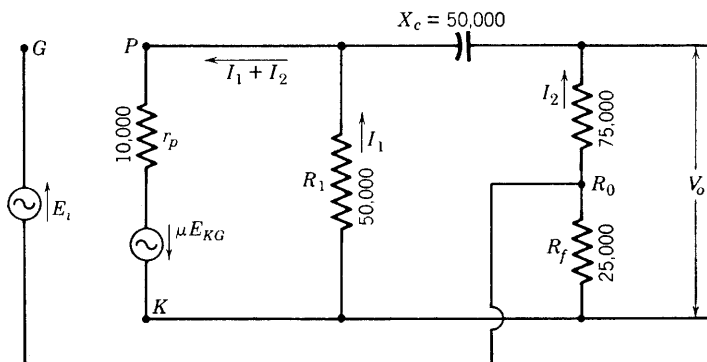 X_c = 50,000
G
P
I_1 + I_2
10,000
r_p
I_1
R_1
50,000
I_2
75,000
E_i
μE_KG
R_0
V_o
R_f
25,000
K